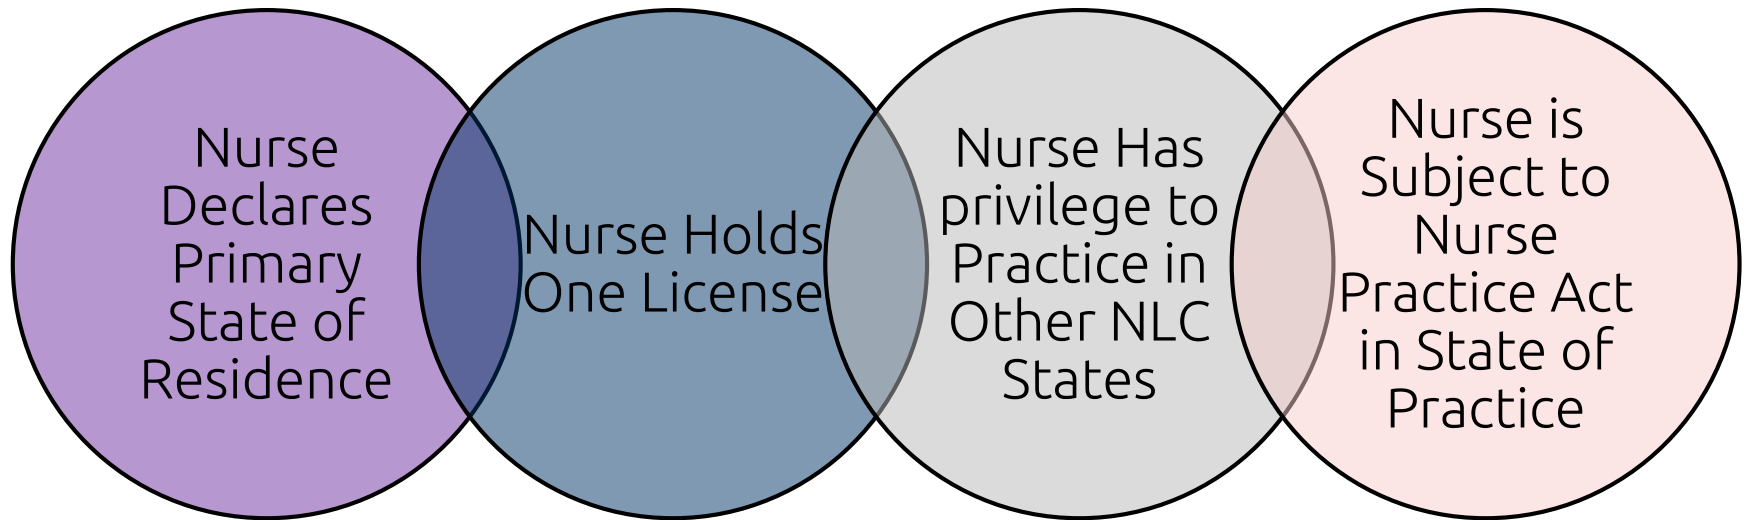 Nurse
Declares
Primary
State of
Residence
Nurse Holds
One License
Nurse Has
privilege to
Practice in
Other NLC
States
Nurse is
Subject to
Nurse
Practice Act
in State of
Practice